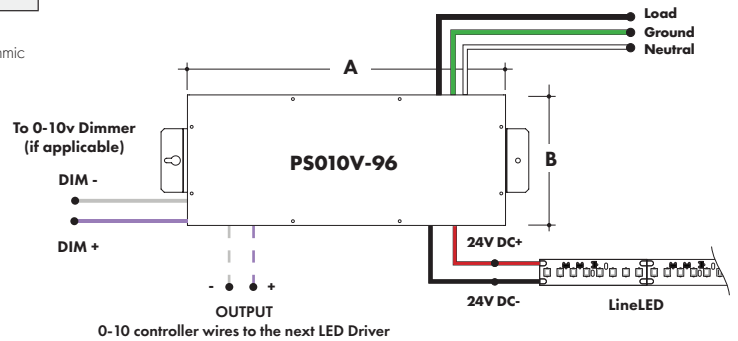 Load
Ground
Neutral
A
To 0-10v Dimmer
(if applicable)
DIM -
DIM +
PS010V-96
B
24V DC+
24V DC-
LineLED
- +
OUTPUT
0-10 controller wires to the next LED Driver